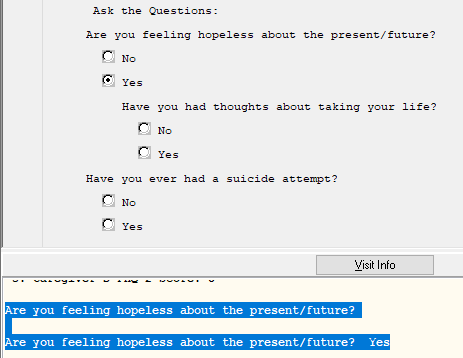 Ask the Questions:
Are you feeling hopeless about the present/future?
No
Yes
Have you had thoughts about taking your life?
No
Yes
Have you ever had a suicide attempt?
No
Yes
Visit Info
Are you feeling hopeless about the present/future?
Are you feeling hopeless about the present/future?  Yes